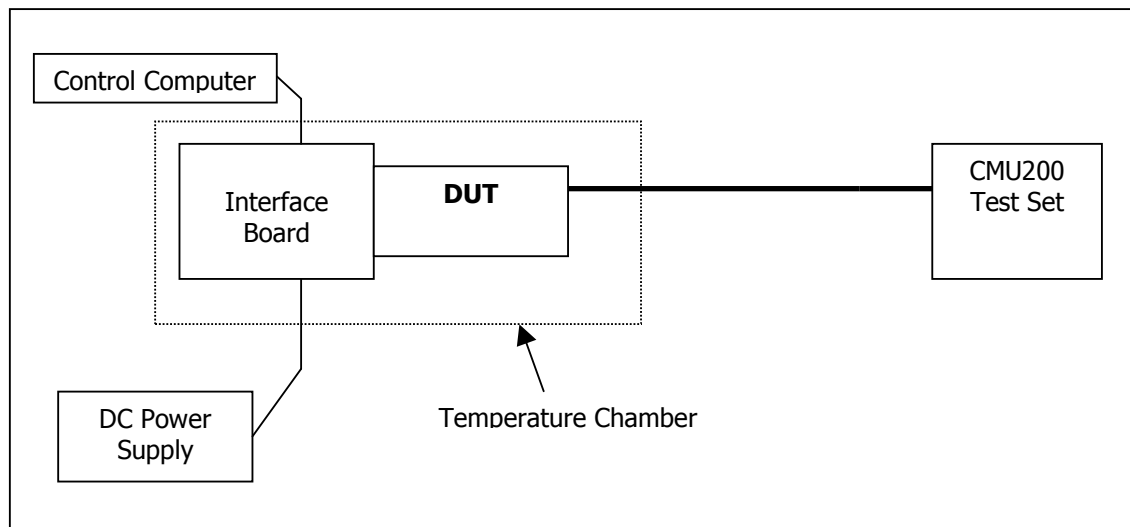 Control Computer
Interface
Board
DUT
CMU200
Test Set
DC Power
Supply
Temperature Chamber